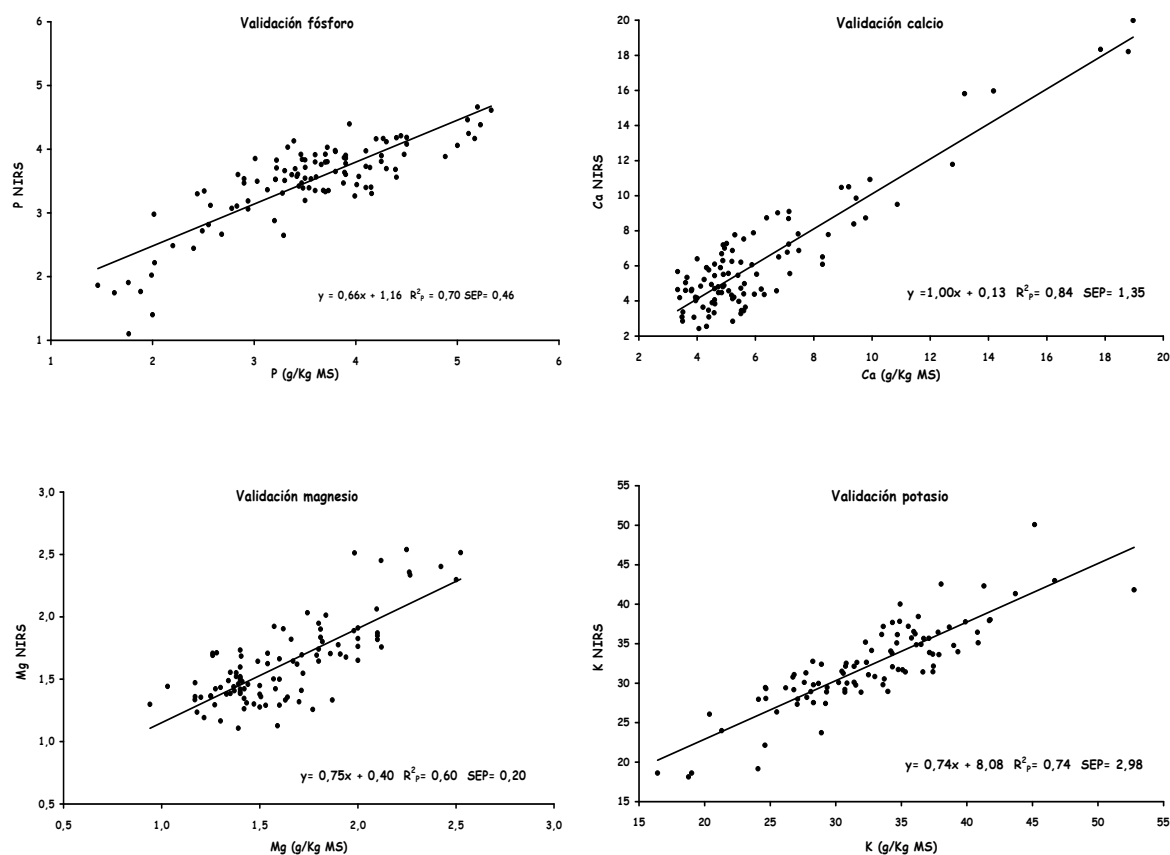 Validación fósforo
6
5
4
3
2
1
P NIRS
1 2 3 4 5 6
P (g/Kg MS)
y = 0,66x + 1,16 R²p = 0,70 SEP= 0,46
Validación calcio
20
18
16
14
12
10
8
6
4
2
Ca NIRS
2 4 6 8 10 12 14 16 18 20
Ca (g/Kg MS)
y =1,00x + 0,13 R²p= 0,84 SEP= 1,35
Validación magnesio
3,0
2,5
2,0
1,5
1,0
0,5
Mg NIRS
0,5 1,0 1,5 2,0 2,5 3,0
Mg (g/Kg MS)
y= 0,75x + 0,40 R²p= 0,60 SEP= 0,20
Validación potasio
55
50
45
40
35
30
25
20
15
K NIRS
15 20 25 30 35 40 45 50 55
K (g/Kg MS)
y= 0,74x + 8,08 R²p= 0,74 SEP= 2,98